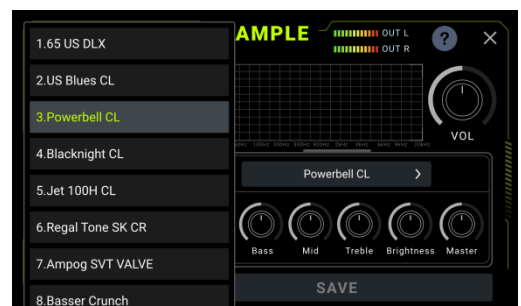 1.65 US DLX
2.US Blues CL
3.Powerbell CL
4.Blacknight CL
5.Jet 100H CL
6.Regal Tone SK CR
7.Ampog SVT VALVE
8.Basser Crunch
AMPLE
OUT L
OUT R
?
VOL
Powerbell CL
Bass Mid Treble Brightness Master
SAVE